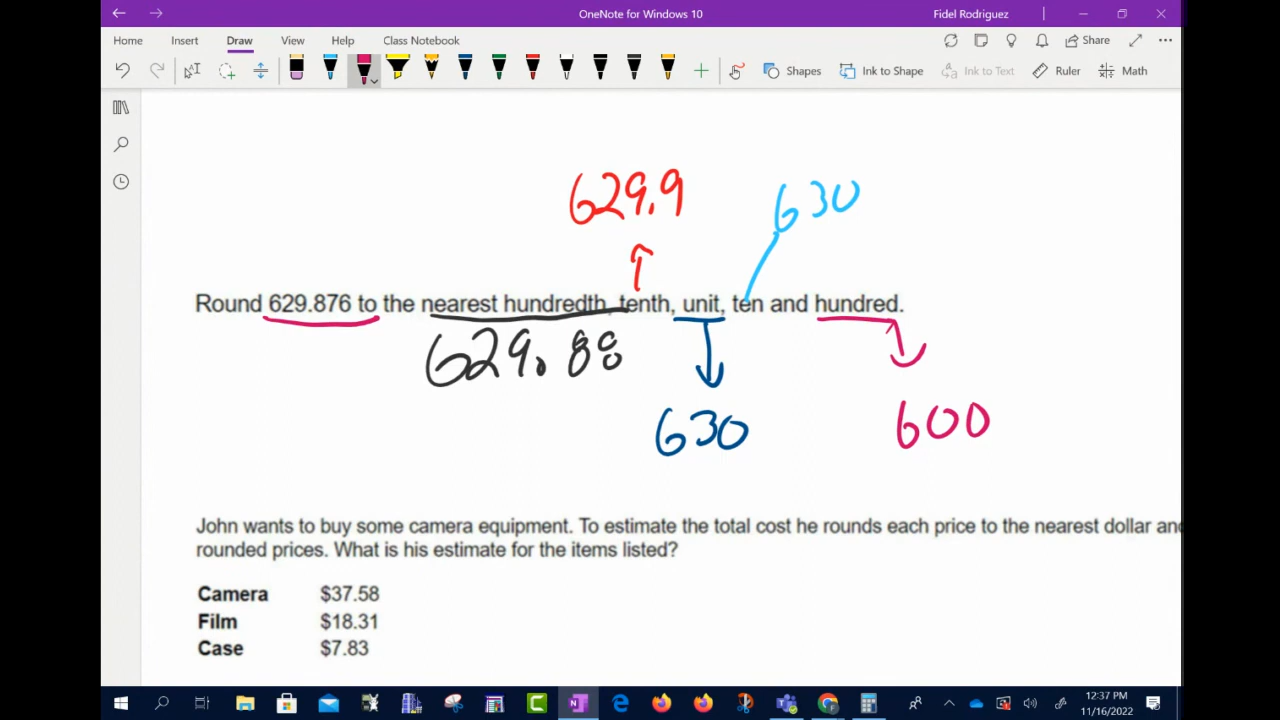 OneNote for Windows 10
Fidel Rodriguez
Home Insert Draw View Help Class Notebook
Share
Shapes Ink to Shape Ink to Text Ruler Math
629.9
630
Round 629.876 to the nearest hundredth, tenth, unit, ten and hundred.
629.88
630
600
John wants to buy some camera equipment. To estimate the total cost he rounds each price to the nearest dollar and
rounded prices. What is his estimate for the items listed?
Camera $37.58
Film $18.31
Case $7.83
12:37 PM
11/16/2022